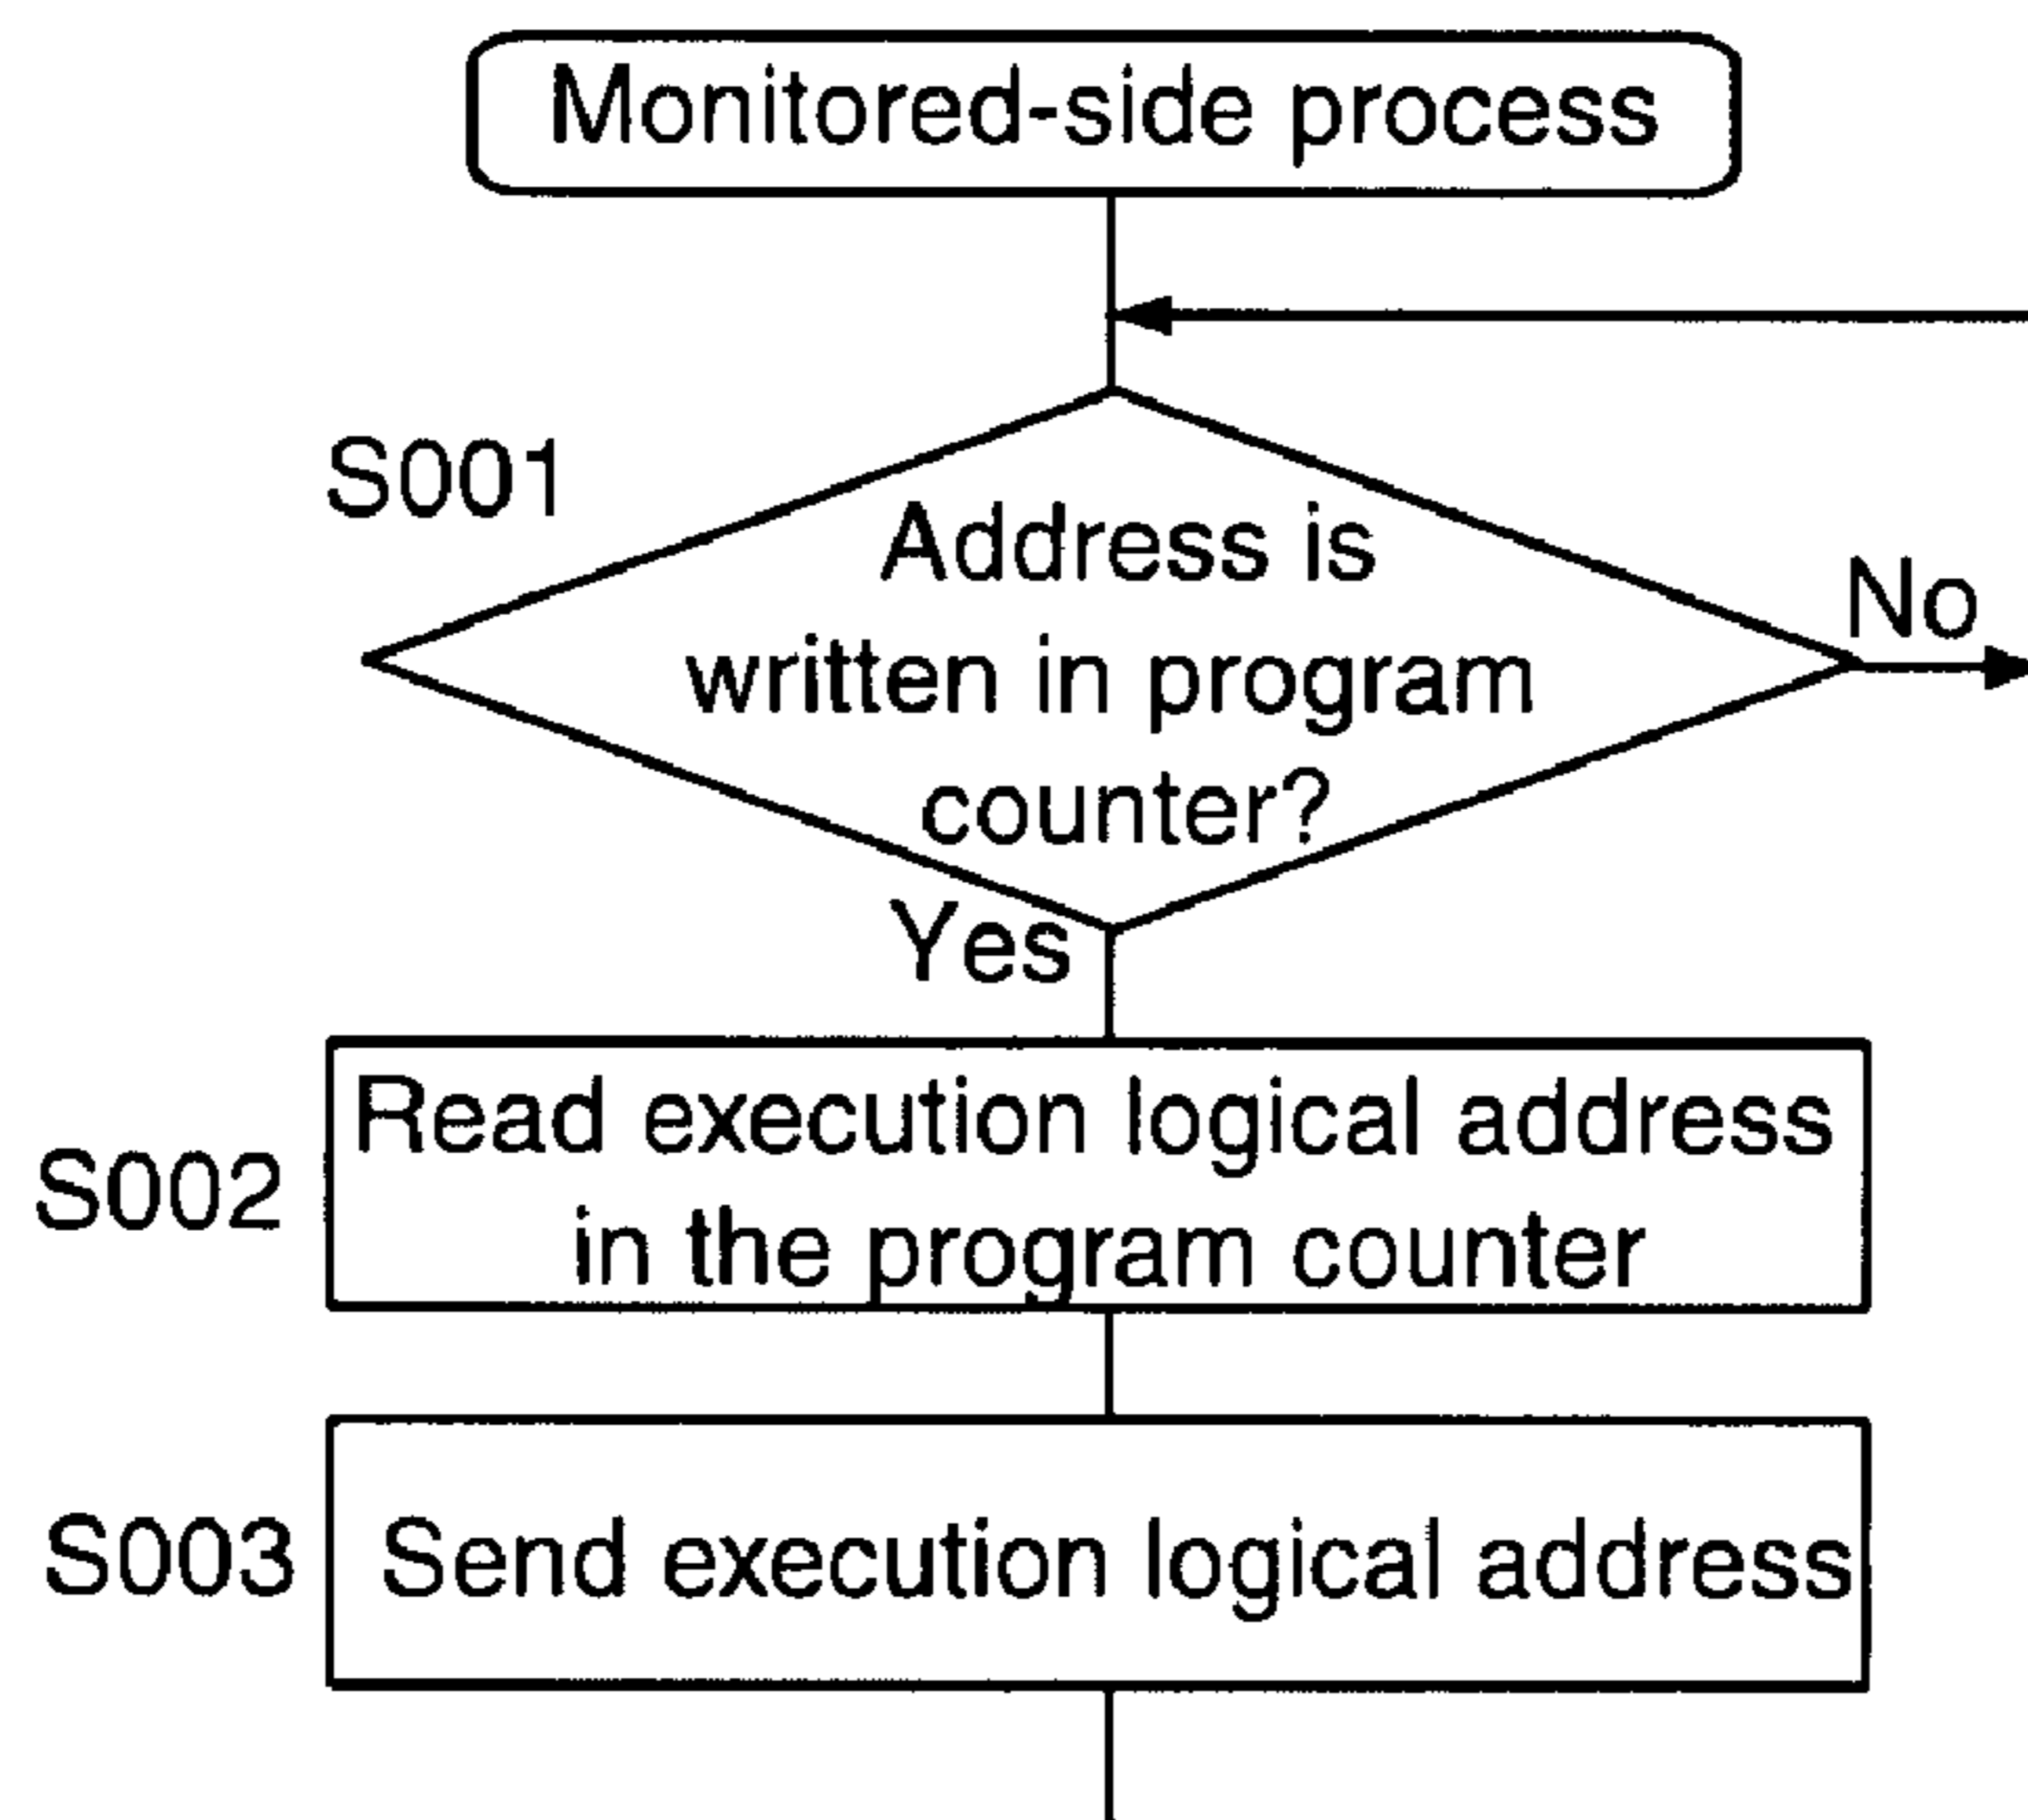 Monitored-side process
S001
Address is
written in program
counter?
No
Yes
S002
Read execution logical address
in the program counter
S003
Send execution logical address